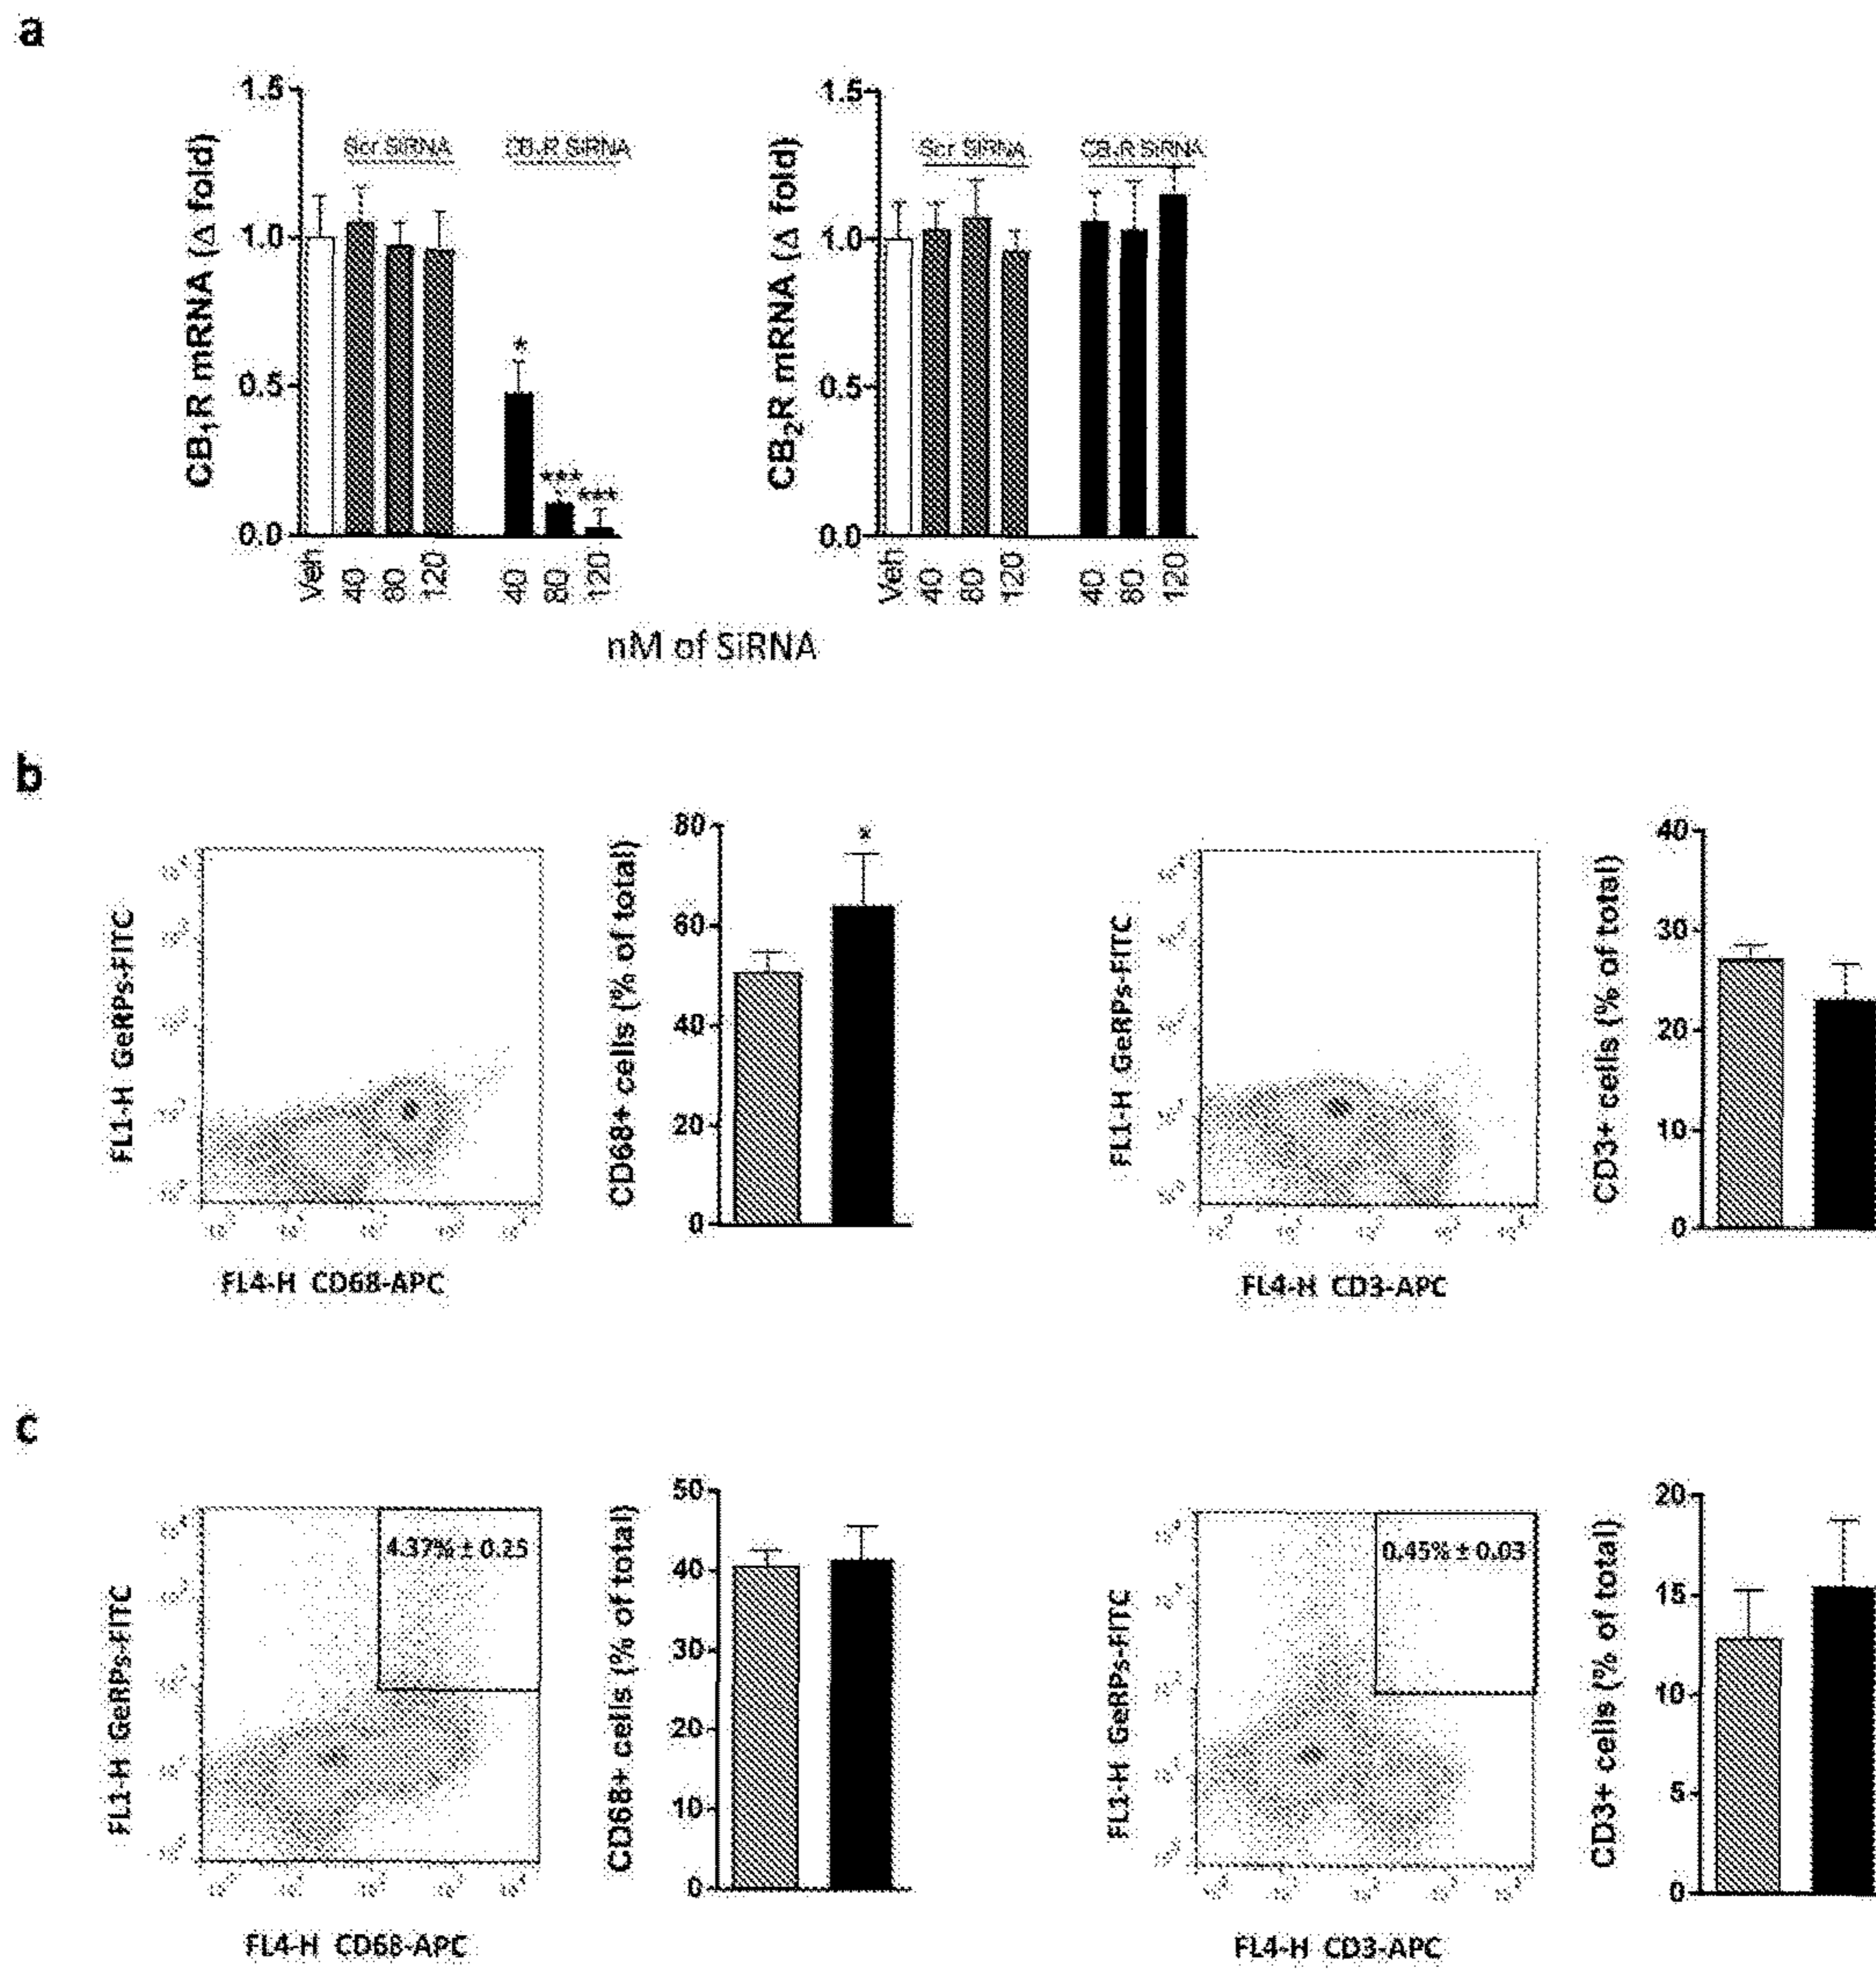 a
1.5
1.0
0.5
0.0
CB1R mRNA (Δ fold)
Scr SiRNA
CB1R SiRNA
*
***
***
Veh
40
80
120
40
80
120
1.5
1.0
0.5
0.0
CB2R mRNA (Δ fold)
Scr SiRNA
CB1R SiRNA
Veh
40
80
120
40
80
120
nM of SiRNA
b
FL1-H GeRPs-FITC
FL4-H CD68-APC
80
60
40
20
0
CD68+ cells (% of total)
*
FL1-H GeRPs-FITC
FL4-H CD3-APC
40
30
20
10
0
CD3+ cells (% of total)
c
FL1-H GeRPs-FITC
4.37% ± 0.25
FL4-H CD68-APC
50
40
30
20
10
0
CD68+ cells (% of total)
FL1-H GeRPs-FITC
0.45% ± 0.03
FL4-H CD3-APC
20
15
10
5
0
CD3+ cells (% of total)